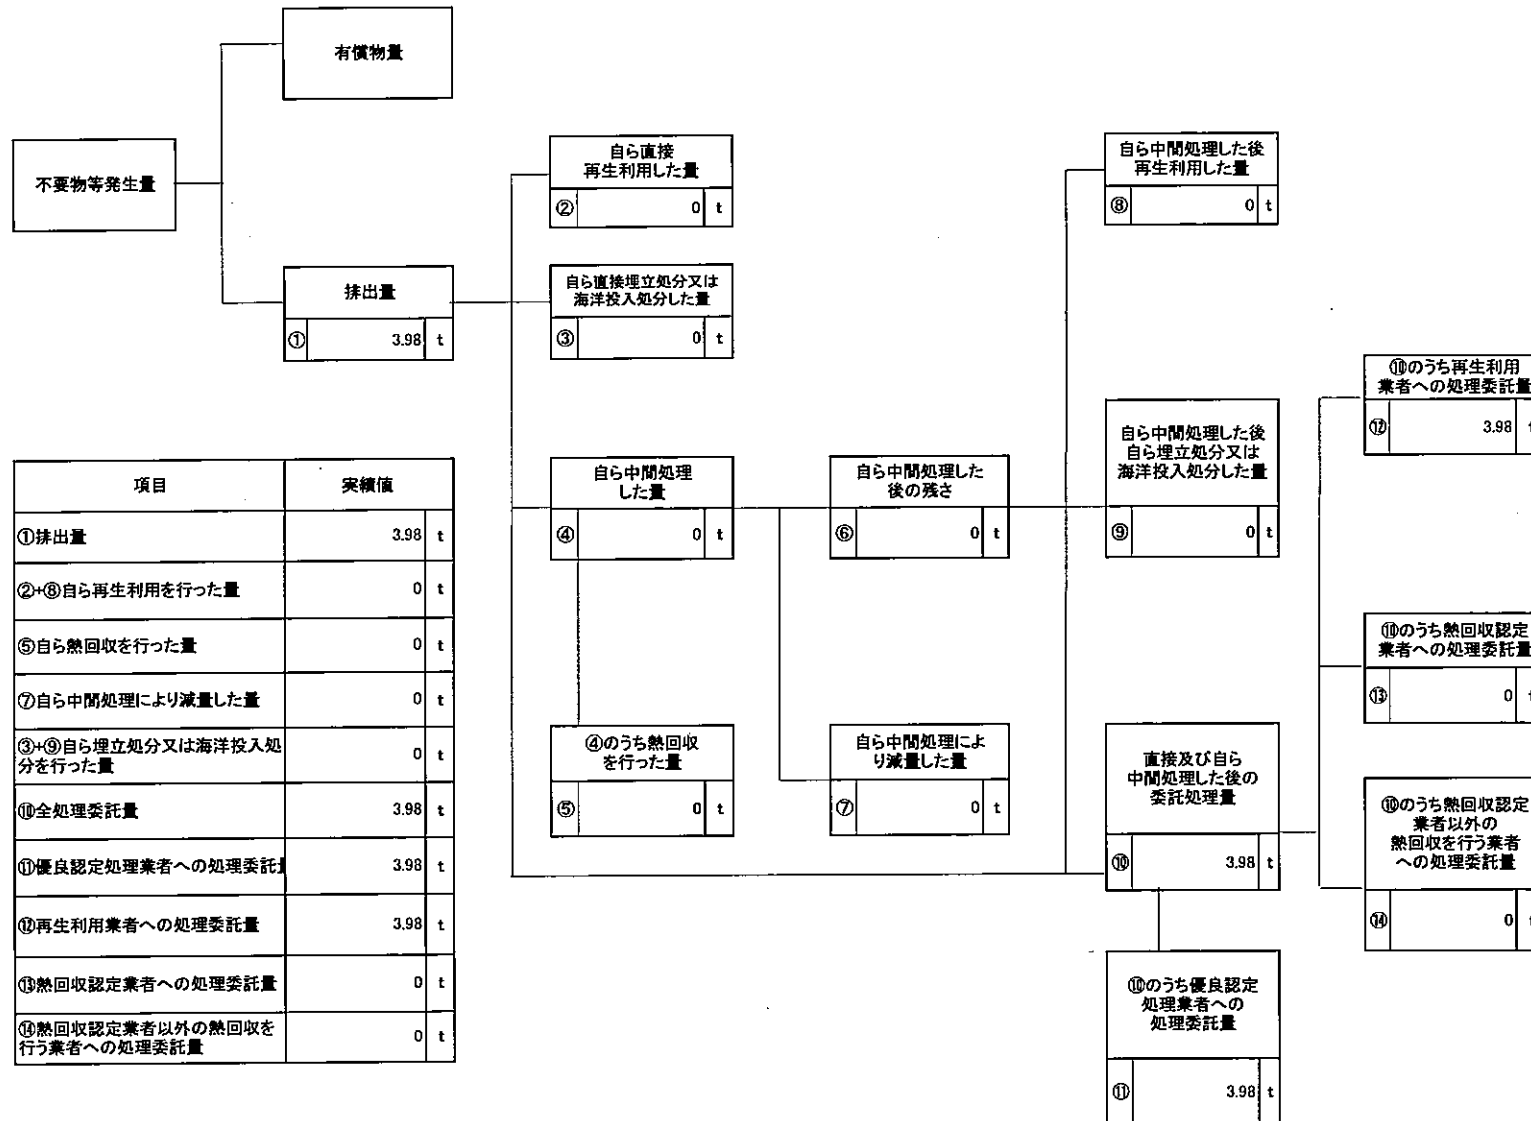 有償物量
不要物等発生量
排出量
① 3.98 t
自ら直接
再生利用した量
② 0 t
自ら直接埋立処分又は
海洋投入処分した量
③ 0 t
自ら中間処理した後
再生利用した量
⑧ 0 t
自ら中間処理
した量
④ 0 t
自ら中間処理した
後の残さ
⑥ 0 t
自ら中間処理した後
自ら埋立処分又は
海洋投入処分した量
⑨ 0 t
⑩のうち再生利用
業者への処理委託量
⑫ 3.98 t
④のうち熱回収
を行った量
⑤ 0 t
自ら中間処理によ
り減量した量
⑦ 0 t
直接及び自ら
中間処理した後の
委託処理量
⑩ 3.98 t
⑩のうち熱回収認定
業者への処理委託量
⑬ 0 t
⑩のうち熱回収認定
業者以外の
熱回収を行う業者
への処理委託量
⑭ 0 t
⑩のうち優良認定
処理業者への
処理委託量
⑪ 3.98 t
項目 実績値
①排出量 3.98 t
②+⑧自ら再生利用を行った量 0 t
⑤自ら熱回収を行った量 0 t
⑦自ら中間処理により減量した量 0 t
③+⑨自ら埋立処分又は海洋投入処
分を行った量 0 t
⑩全処理委託量 3.98 t
⑪優良認定処理業者への処理委託 3.98 t
⑫再生利用業者への処理委託量 3.98 t
⑬熱回収認定業者への処理委託量 0 t
⑭熱回収認定業者以外の熱回収を
行う業者への処理委託量 0 t